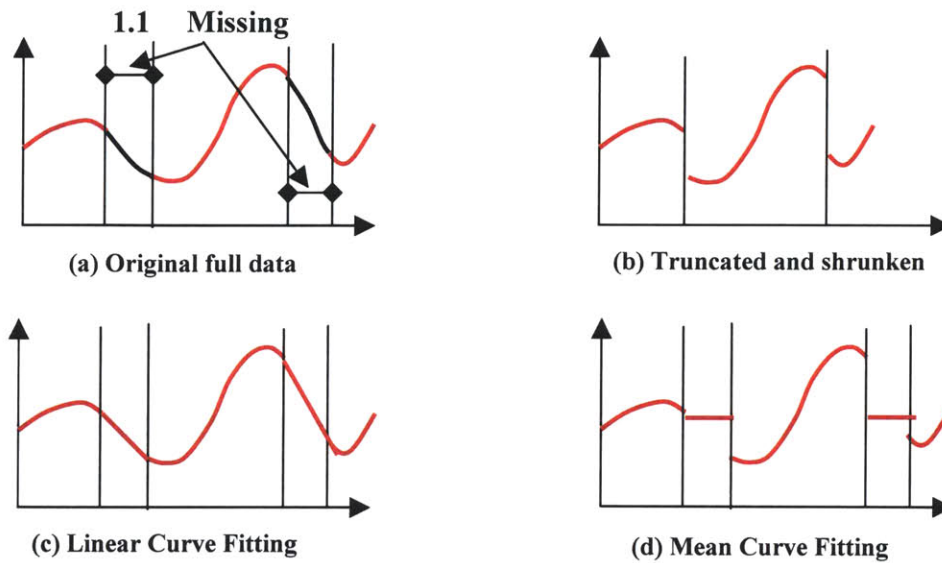 1.1 Missing
(a) Original full data
(b) Truncated and shrunken
(c) Linear Curve Fitting
(d) Mean Curve Fitting